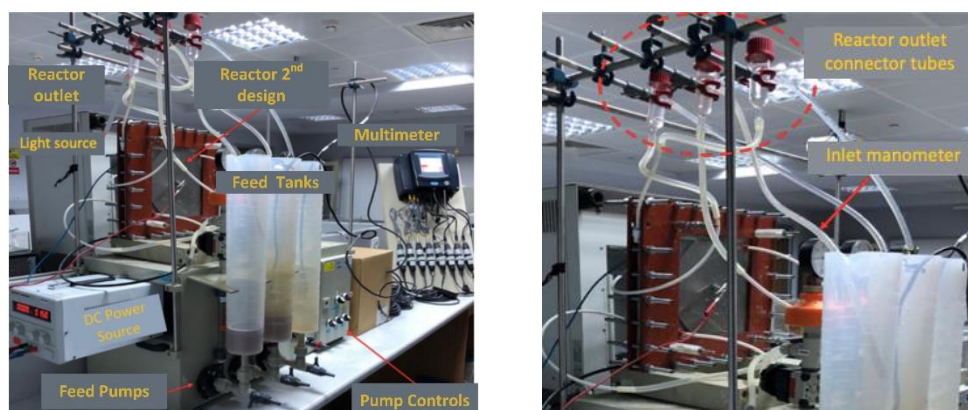 Reactor
outlet
Reactor 2nd
design
Light source
Multimeter
Feed Tanks
DC Power
Source
Feed Pumps
Pump Controls
Reactor outlet
connector tubes
Inlet manometer